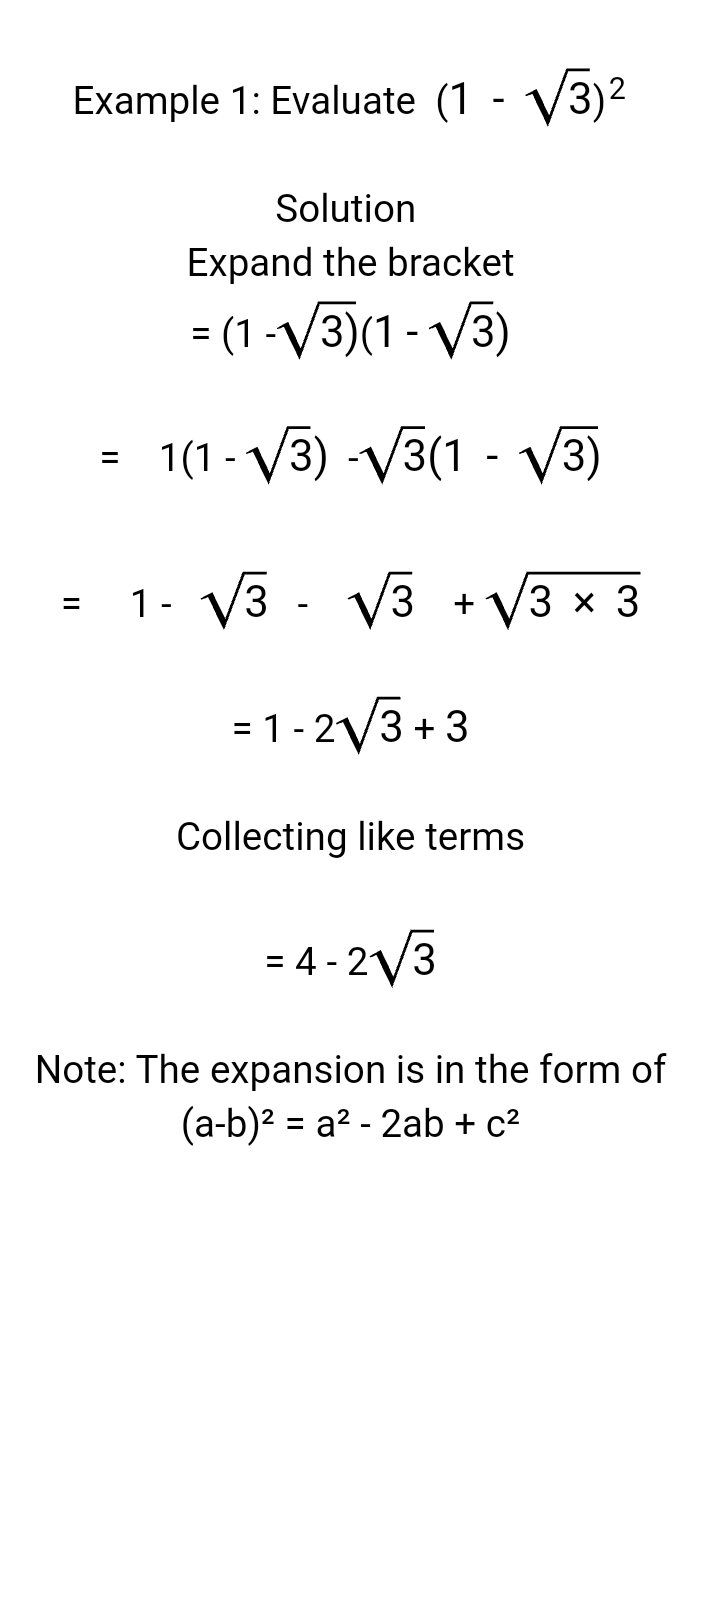 Example 1: Evaluate (1 - √3)²
Solution
Expand the bracket
= (1 -√3)(1 - √3)
= 1(1 - √3) -√3(1 - √3)
= 1 - √3 - √3 + √3 × 3
= 1 - 2√3 + 3
Collecting like terms
= 4 - 2√3
Note: The expansion is in the form of
(a-b)² = a² - 2ab + c²